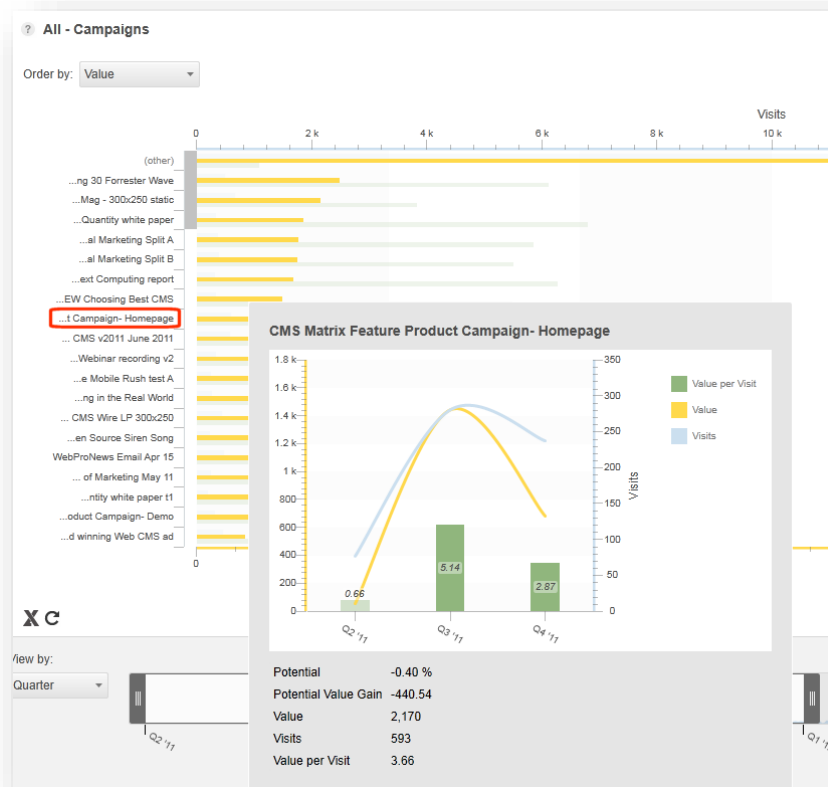 ? All - Campaigns
Order by: Value
Visits
0 2 k 4 k 6 k 8 k 10 k
(other)
...ng 30 Forrester Wave
...Mag - 300x250 static
...Quantity white paper
...al Marketing Split A
...al Marketing Split B
...ext Computing report
...EW Choosing Best CMS
...t Campaign- Homepage
... CMS v2011 June 2011
...Webinar recording v2
...e Mobile Rush test A
...ng in the Real World
... CMS Wire LP 300x250
...en Source Siren Song
WebProNews Email Apr 15
... of Marketing May 11
...ntity white paper t1
...oduct Campaign- Demo
...d winning Web CMS ad
0
CMS Matrix Feature Product Campaign- Homepage
1.8 k 350
1.6 k 300
1.4 k 250
1.2 k 200
1 k 150
800 100
600 50
400 0
200
0
Visits
Value per Visit
Value
Visits
0.66 5.14 2.87
Q2 '11 Q3 '11 Q4 '11
Potential -0.40 %
Potential Value Gain -440.54
Value 2,170
Visits 593
Value per Visit 3.66
View by:
Quarter
Q2 '11